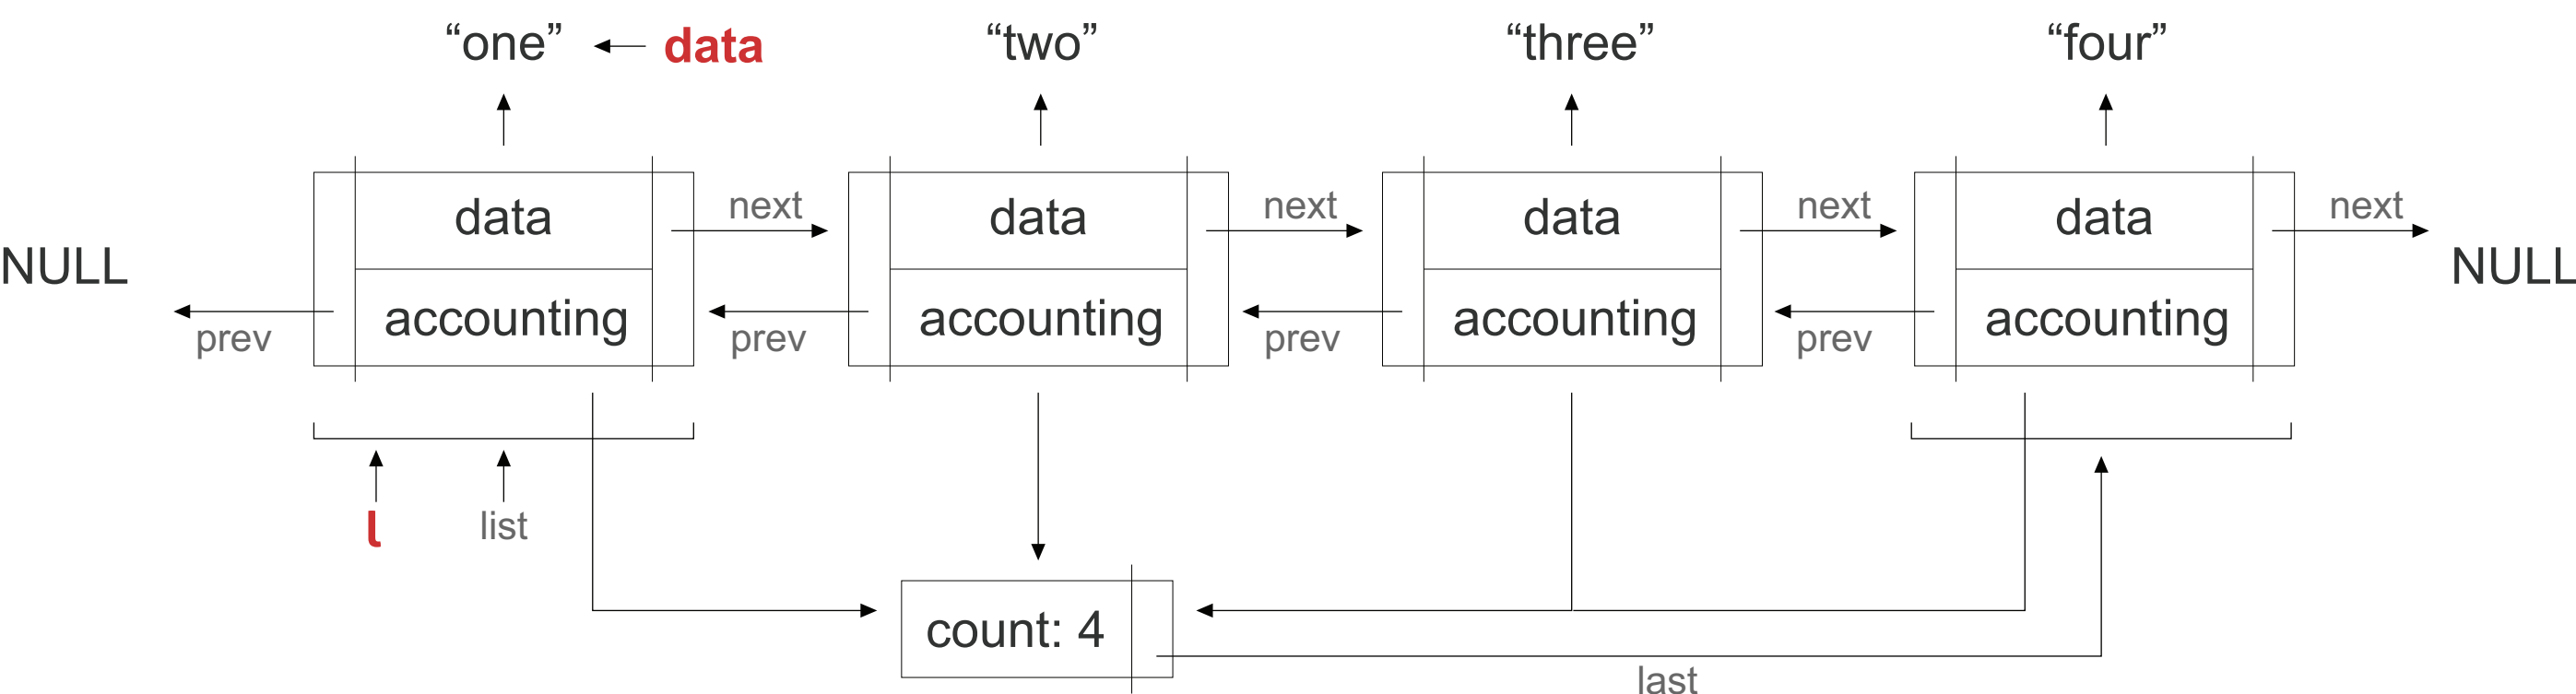 “one”
data
“two”
“three”
“four”
data
next
data
next
data
next
data
next
NULL
NULL
accounting
accounting
accounting
accounting
prev
prev
prev
prev
l
list
count: 4
last